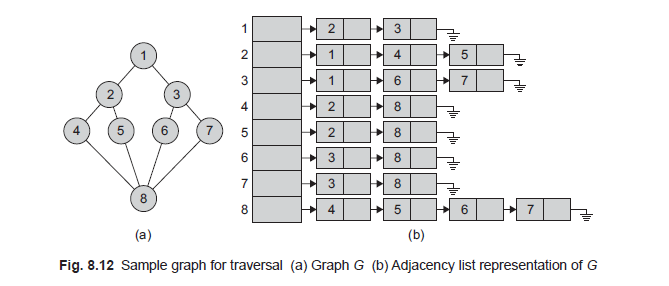 1
2 3
4 5 6 7
8
(a)
1 2 3
2 1 4 5
3 1 6 7
4 2 8
5 2 8
6 3 8
7 3 8
8 4 5 6 7
(b)
Fig. 8.12 Sample graph for traversal (a) Graph G (b) Adjacency list representation of G